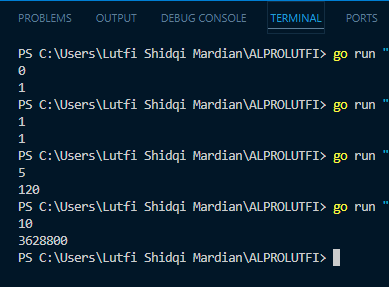 PROBLEMS OUTPUT DEBUG CONSOLE TERMINAL PORTS
PS C:\Users\Lutfi Shidqi Mardian\ALPROLUTFI> go run "
0
1
PS C:\Users\Lutfi Shidqi Mardian\ALPROLUTFI> go run "
1
1
PS C:\Users\Lutfi Shidqi Mardian\ALPROLUTFI> go run "
5
120
PS C:\Users\Lutfi Shidqi Mardian\ALPROLUTFI> go run "
10
3628800
PS C:\Users\Lutfi Shidqi Mardian\ALPROLUTFI>